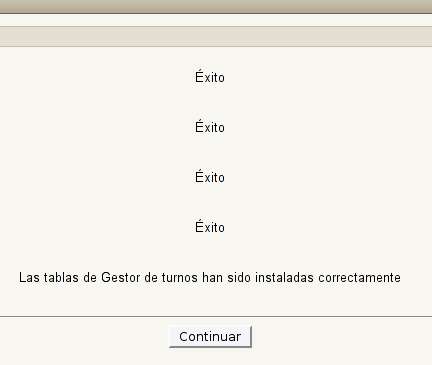 Éxito
Éxito
Éxito
Éxito
Las tablas de Gestor de turnos han sido instaladas correctamente
Continuar